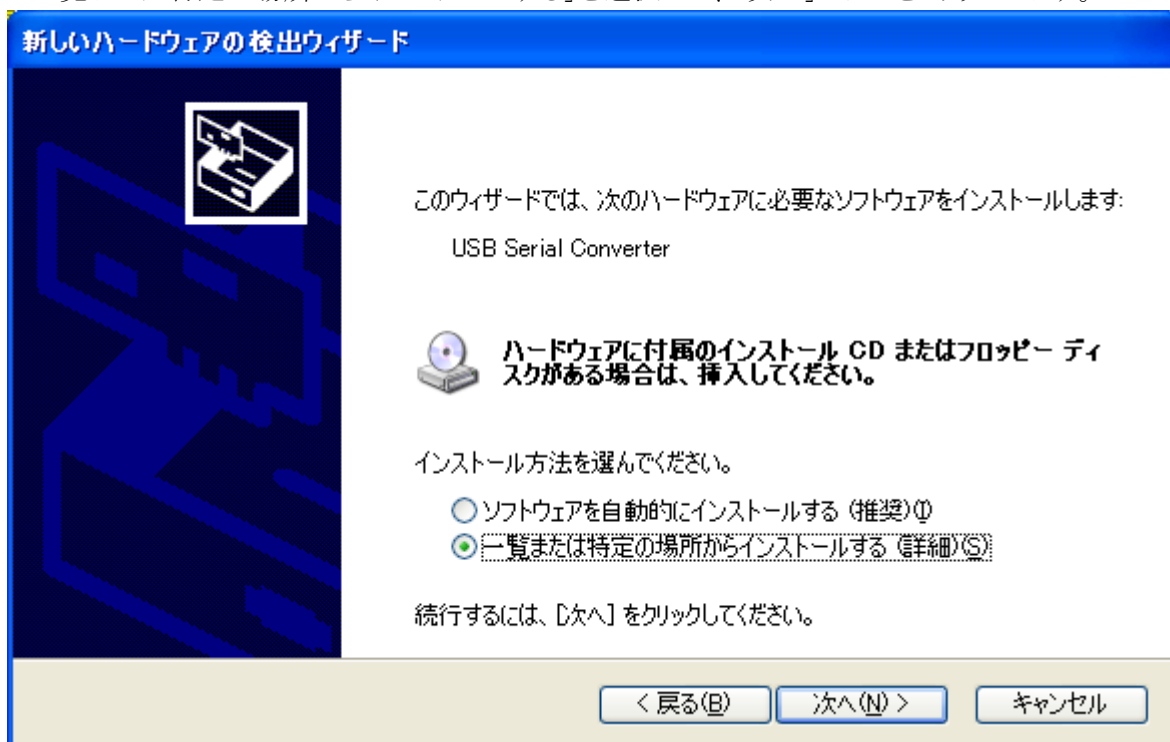 新しいハードウェアの検出ウィザード
このウィザードでは、次のハードウェアに必要なソフトウェアをインストールします:
USB Serial Converter
ハードウェアに付属のインストール CD またはフロッピー ディ
スクがある場合は、挿入してください。
インストール方法を選んでください。
ソフトウェアを自動的にインストールする (推奨)(I)
一覧または特定の場所からインストールする (詳細)(S)
続行するには、[次へ] をクリックしてください。
< 戻る(B)
次へ(N) >
キャンセル